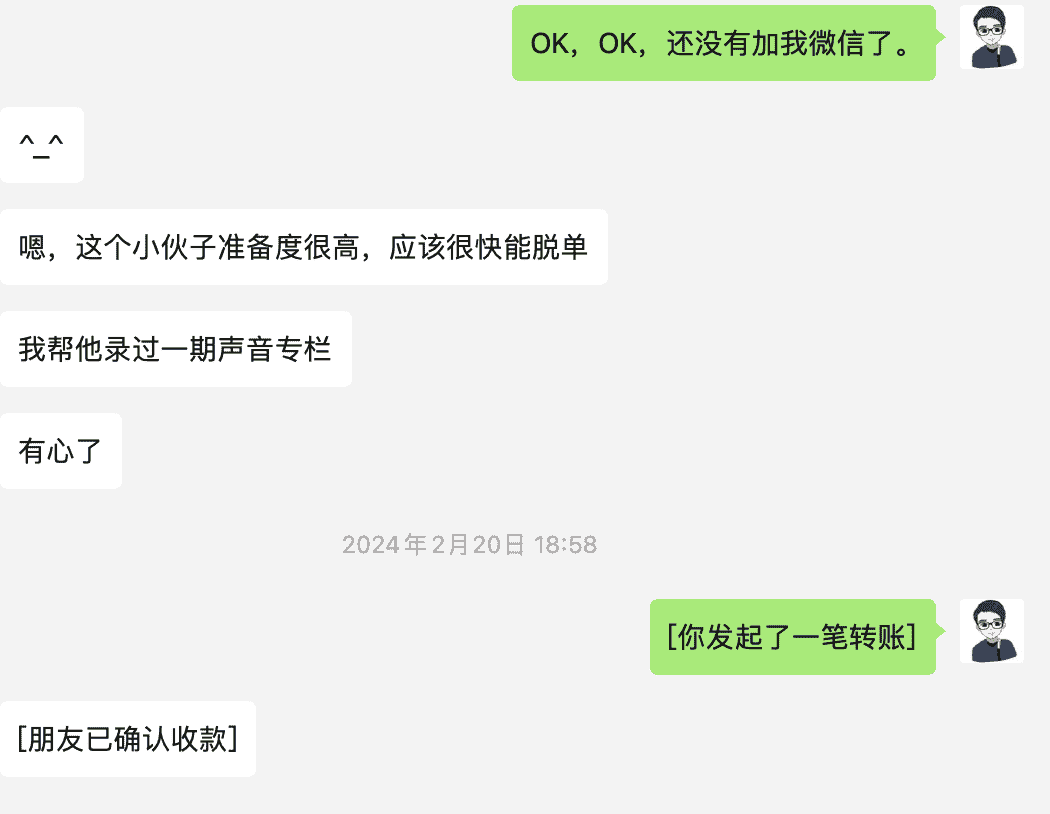 OK，OK，还没有加我微信了。
^_^
嗯，这个小伙子准备度很高，应该很快能脱单
我帮他录过一期声音专栏
有心了
2024年2月20日 18:58
[你发起了一笔转账]
[朋友已确认收款]